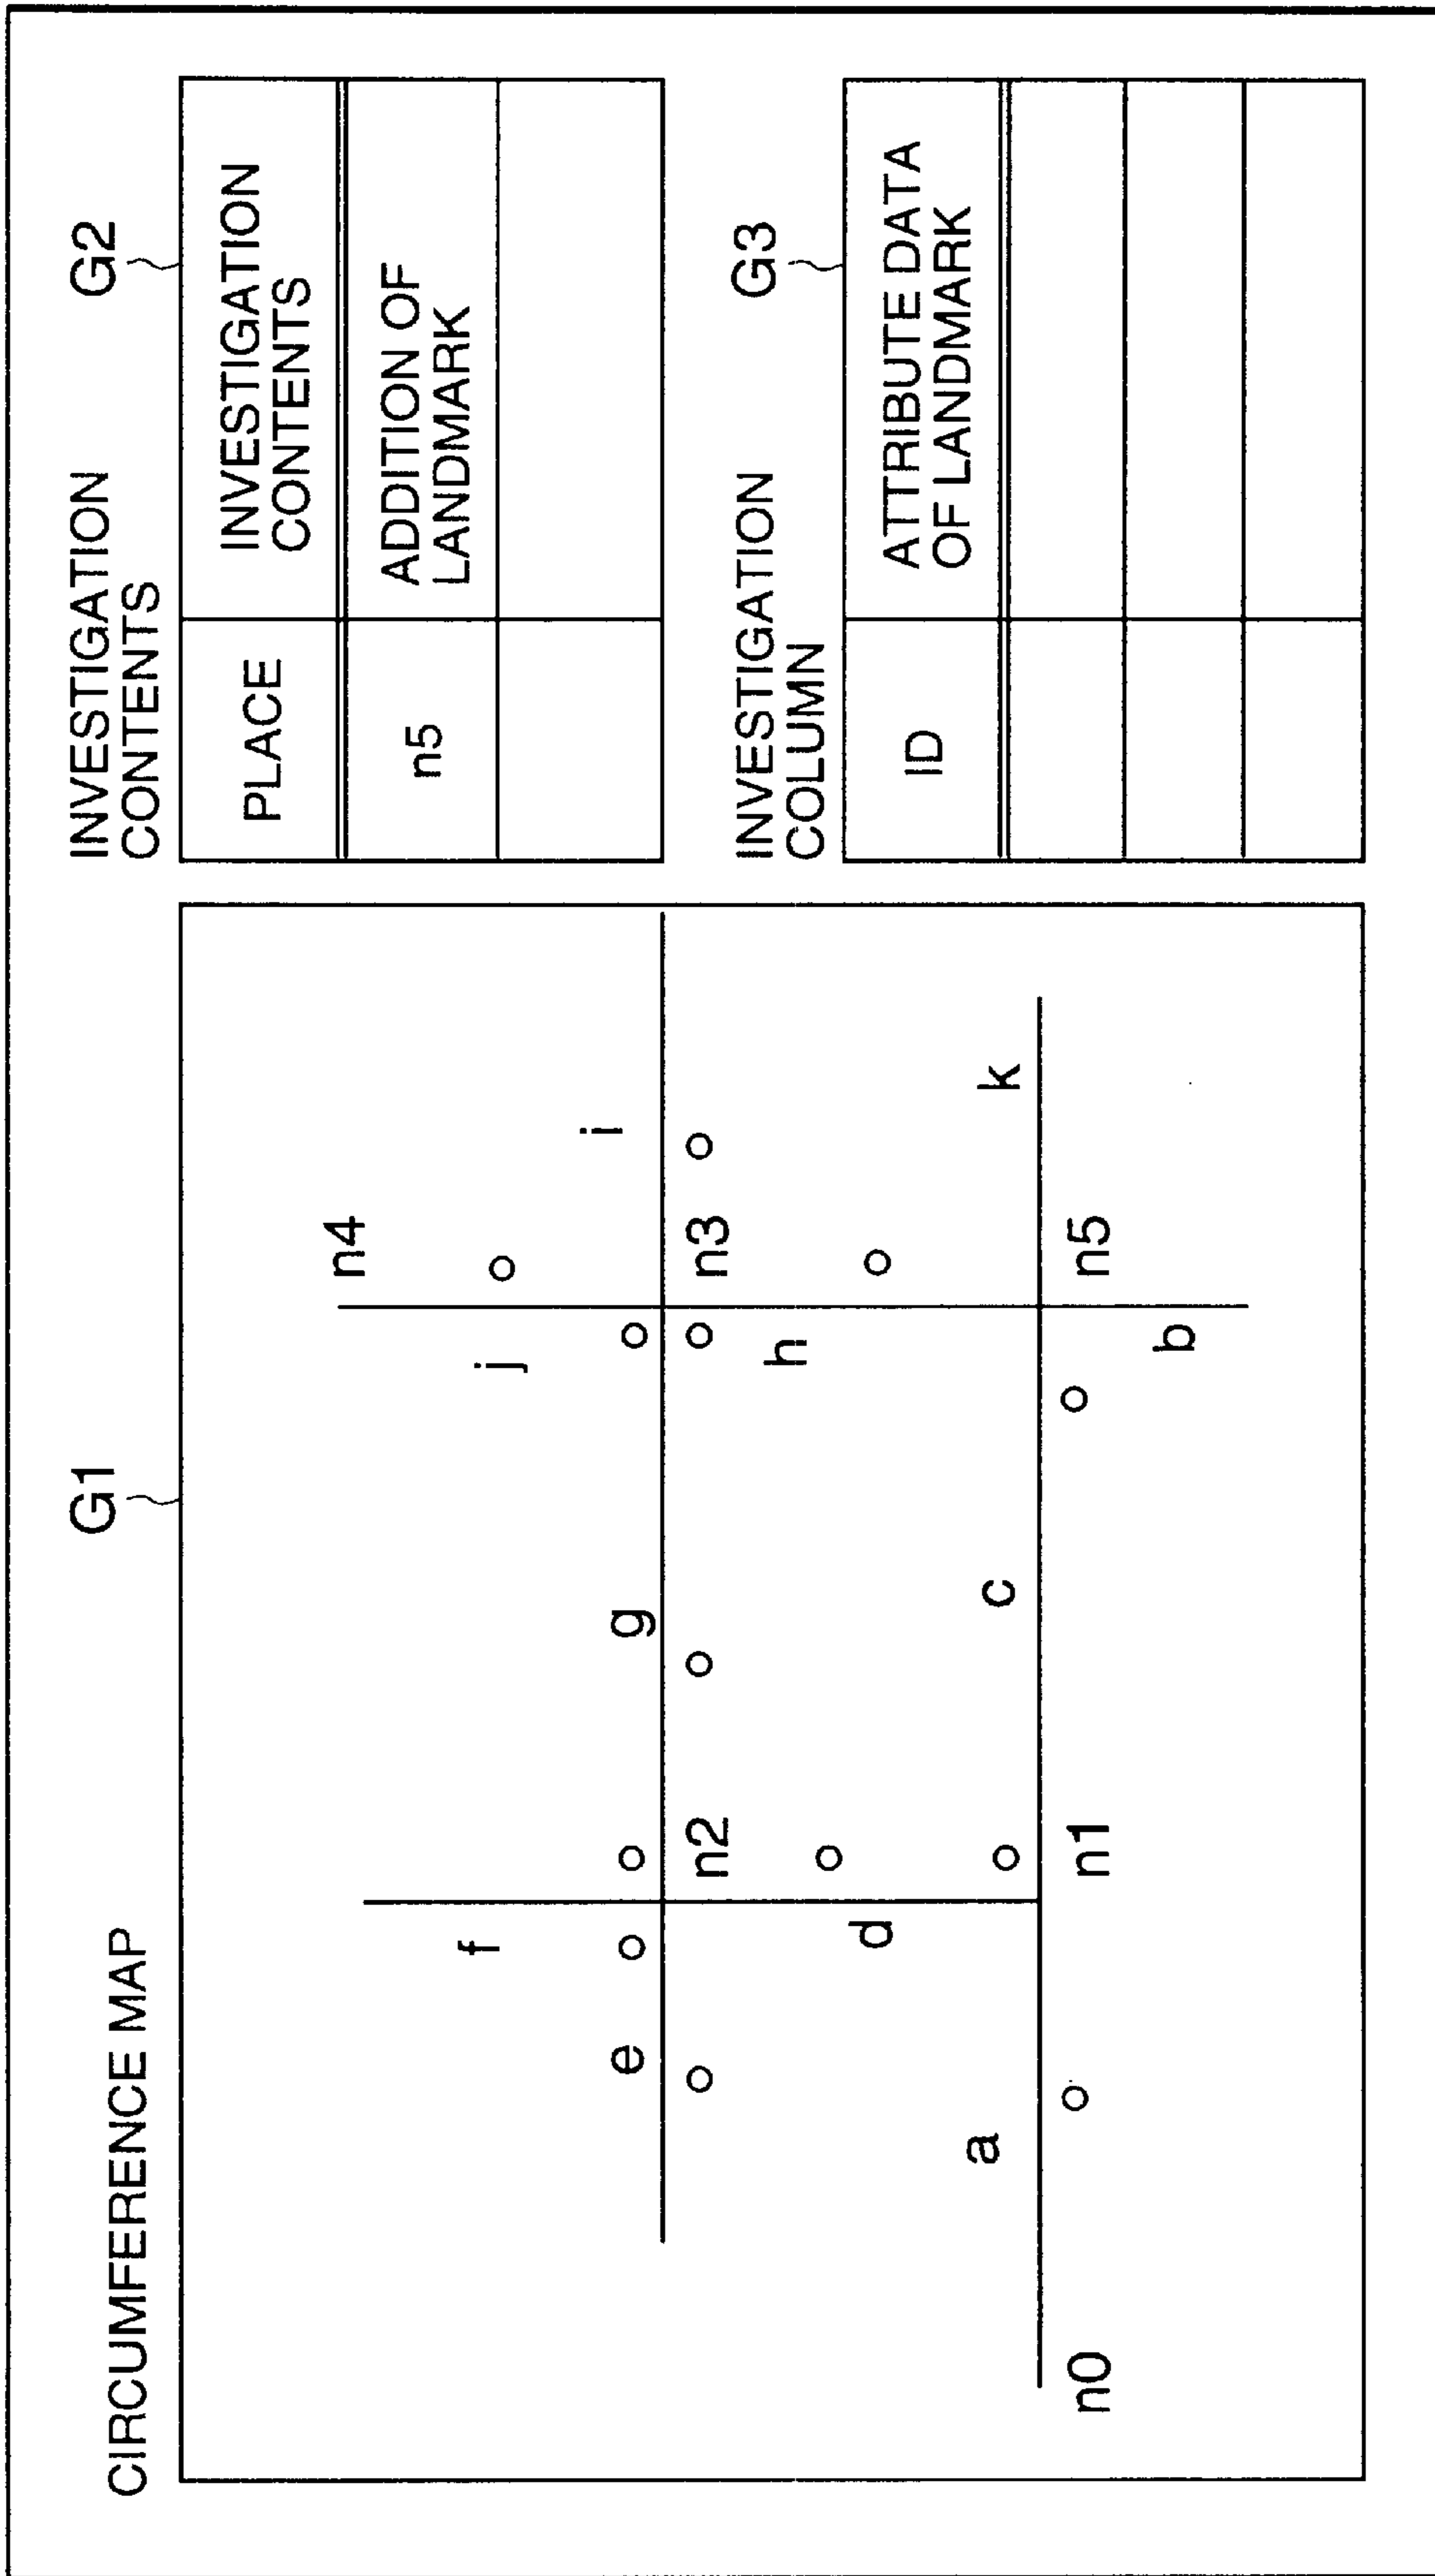 CIRCUMFERENCE MAP
G1
n4
f
j
i
e
g
n2
n3
h
d
a
c
k
n0
n1
n5
b
INVESTIGATION
CONTENTS
G2
PLACE
INVESTIGATION
CONTENTS
n5
ADDITION OF
LANDMARK
INVESTIGATION
COLUMN
G3
ID
ATTRIBUTE DATA
OF LANDMARK